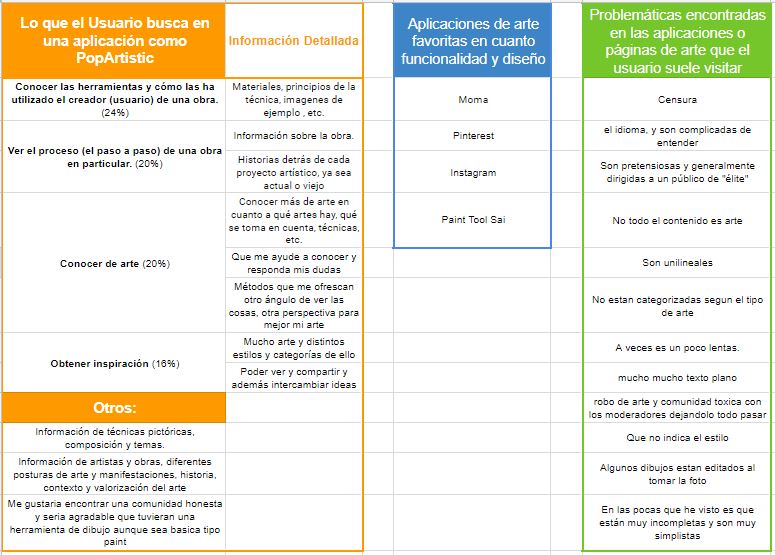 Lo que el Usuario busca en
una aplicación como
PopArtistic
Información Detallada
Conocer las herramientas y cómo las ha
utilizado el creador (usuario) de una obra.
(24%)
Materiales, principios de la
técnica, imagenes de
ejemplo , etc.
Ver el proceso (el paso a paso) de una obra
en particular. (20%)
Información sobre la obra.
Historias detrás de cada
proyecto artístico, ya sea
actual o viejo
Conocer de arte (20%)
Conocer más de arte en
cuanto a qué artes hay, qué
se toma en cuenta, técnicas,
etc.
Que me ayude a conocer y
responda mis dudas
Métodos que me ofrescan
otro ángulo de ver las
cosas, otra perspectiva para
mejor mi arte
Obtener inspiración (16%)
Mucho arte y distintos
estilos y categorías de ello
Poder ver y compartir y
además intercambiar ideas
Otros:
Información de técnicas pictóricas,
composición y temas.
Información de artistas y obras, diferentes
posturas de arte y manifestaciones, historia,
contexto y valorización del arte
Me gustaria encontrar una comunidad honesta
y seria agradable que tuvieran una
herramienta de dibujo aunque sea basica tipo
paint
Aplicaciones de arte
favoritas en cuanto
funcionalidad y diseño
Moma
Pinterest
Instagram
Paint Tool Sai
Problemáticas encontradas
en las aplicaciones o
páginas de arte que el
usuario suele visitar
Censura
el idioma, y son complicadas de
entender
Son pretensiosas y generalmente
dirigidas a un público de "élite"
No todo el contenido es arte
Son unilineales
No estan categorizadas segun el tipo
de arte
A veces es un poco lentas.
mucho mucho texto plano
robo de arte y comunidad toxica con
los moderadores dejandolo todo pasar
Que no indica el estilo
Algunos dibujos estan editados al
tomar la foto
En las pocas que he visto es que
están muy incompletas y son muy
simplistas